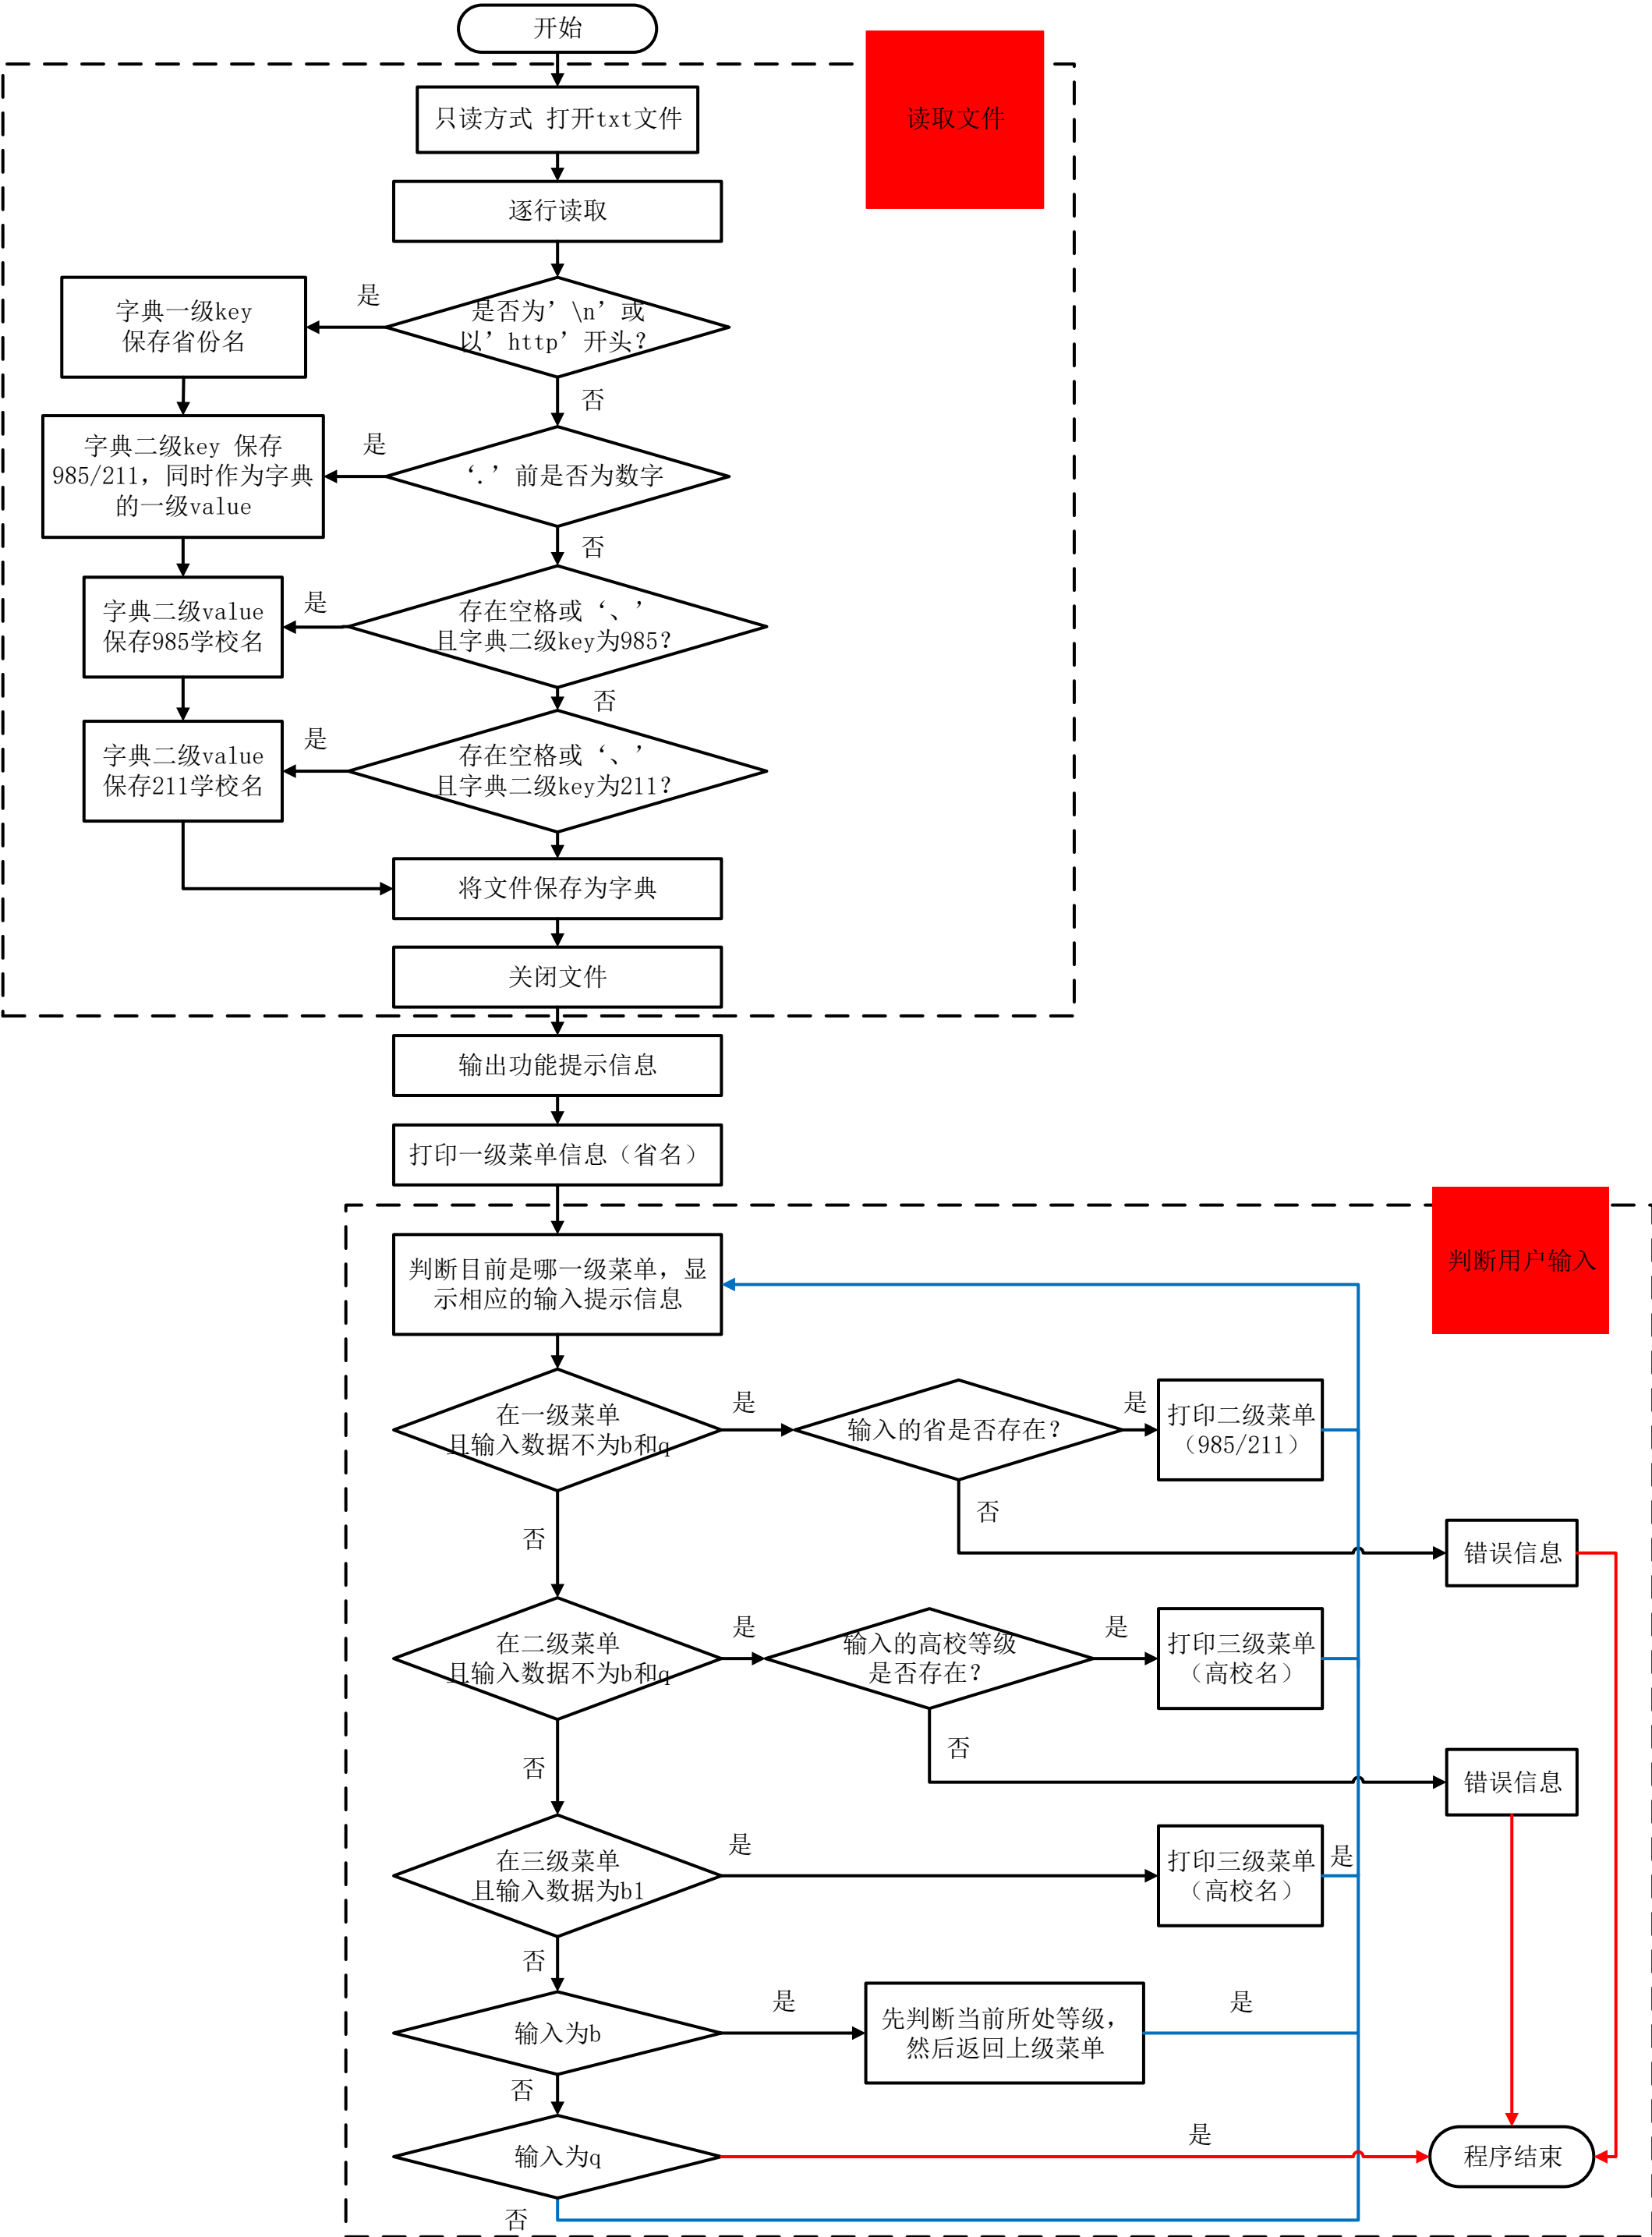 开始
读取文件
只读方式 打开txt文件
逐行读取
是否为’\n’或
以’http’开头?
是
字典一级key
保存省份名
否
‘.’前是否为数字
是
字典二级key 保存
985/211，同时作为字典
的一级value
否
存在空格或‘、’
且字典二级key为985?
是
字典二级value
保存985学校名
否
存在空格或‘、’
且字典二级key为211?
是
字典二级value
保存211学校名
将文件保存为字典
关闭文件
输出功能提示信息
打印一级菜单信息（省名）
判断用户输入
判断目前是哪一级菜单，显
示相应的输入提示信息
在一级菜单
且输入数据不为b和q
是
输入的省是否存在?
是
打印二级菜单
（985/211）
否
错误信息
否
在二级菜单
且输入数据不为b和q
是
输入的高校等级
是否存在?
是
打印三级菜单
（高校名）
否
错误信息
否
在三级菜单
且输入数据为b1
是
打印三级菜单
（高校名）
是
否
输入为b
是
先判断当前所处等级，
然后返回上级菜单
是
否
输入为q
是
程序结束
否